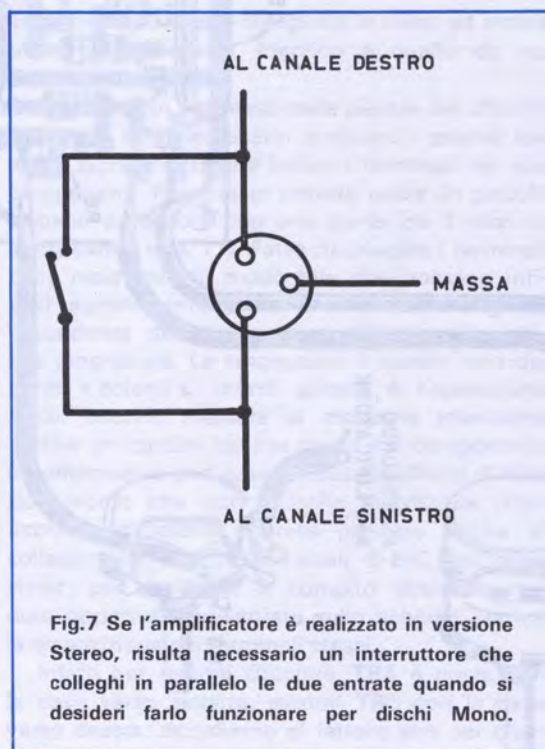 AL CANALE DESTRO
MASSA
AL CANALE SINISTRO
Fig.7 Se l'amplificatore è realizzato in versione
Stereo, risulta necessario un interruttore che
colleghi in parallelo le due entrate quando si
desideri farlo funzionare per dischi Mono.